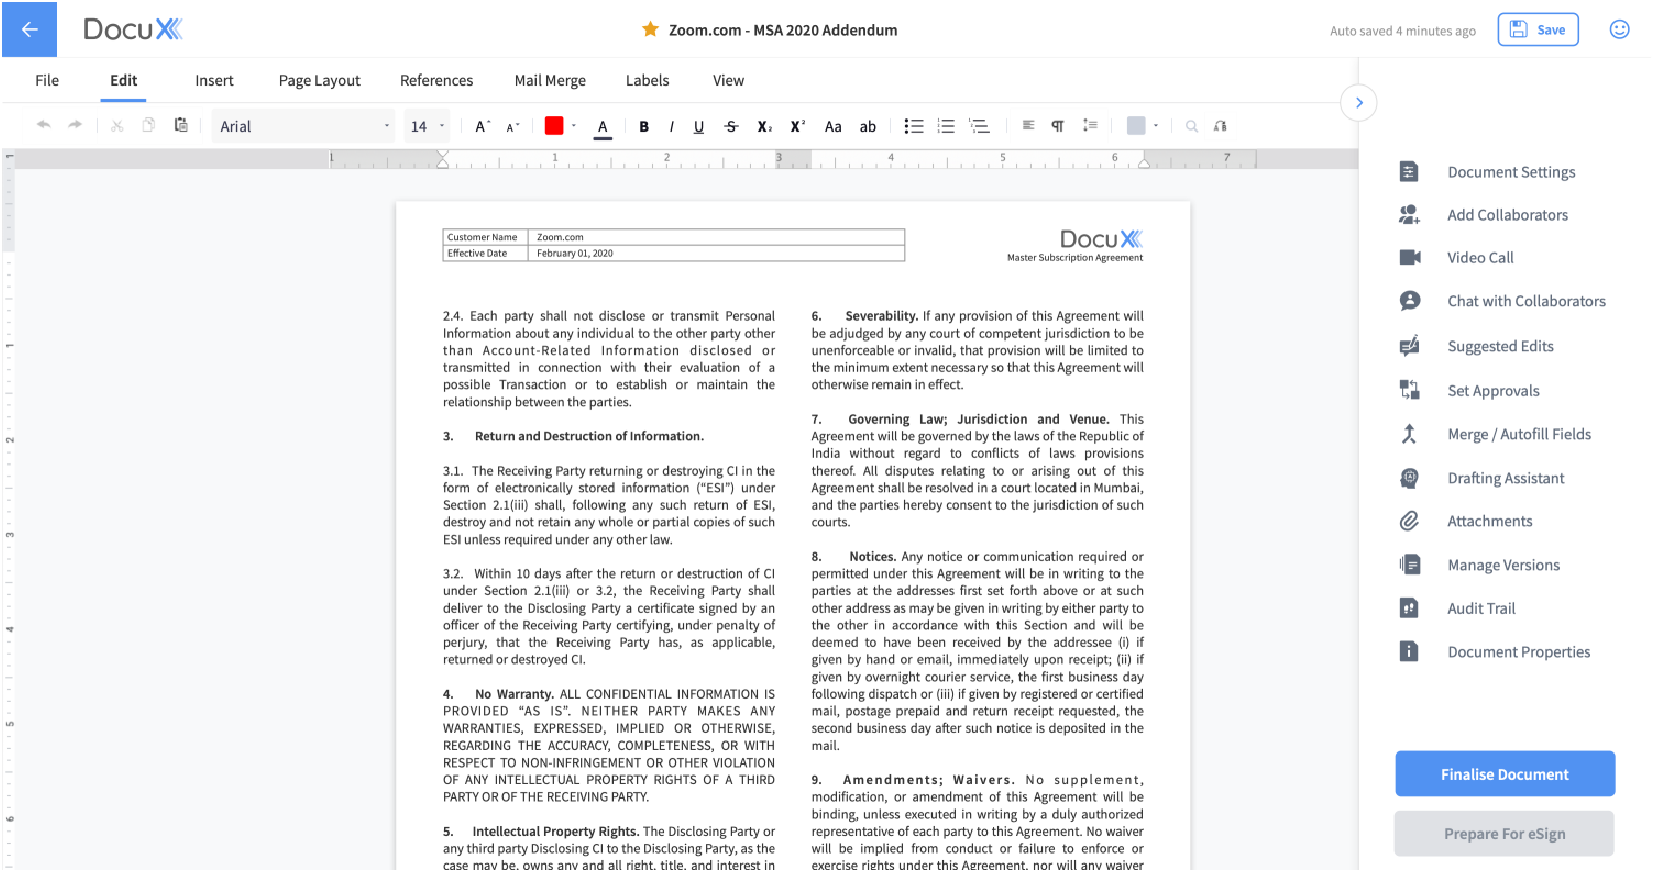 DocuX
Zoom.com - MSA 2020 Addendum
Auto saved 4 minutes ago
Save
File
Edit
Insert
Page Layout
References
Mail Merge
Labels
View
Arial
14
A
A
A
B
I
U
S
X₂
X²
Aa
ab
1
1
2
3
4
5
6
7
1
1
2
3
4
5
6
Customer Name
Zoom.com
Effective Date
February 01, 2020
DocuX
Master Subscription Agreement
2.4. Each party shall not disclose or transmit Personal
Information about any individual to the other party other
than Account-Related Information disclosed or
transmitted in connection with their evaluation of a
possible Transaction or to establish or maintain the
relationship between the parties.
3. Return and Destruction of Information.
3.1. The Receiving Party returning or destroying CI in the
form of electronically stored information (“ESI”) under
Section 2.1(iii) shall, following any such return of ESI,
destroy and not retain any whole or partial copies of such
ESI unless required under any other law.
3.2. Within 10 days after the return or destruction of CI
under Section 2.1(iii) or 3.2, the Receiving Party shall
deliver to the Disclosing Party a certificate signed by an
officer of the Receiving Party certifying, under penalty of
perjury, that the Receiving Party has, as applicable,
returned or destroyed CI.
4. No Warranty. ALL CONFIDENTIAL INFORMATION IS
PROVIDED “AS IS”. NEITHER PARTY MAKES ANY
WARRANTIES, EXPRESSED, IMPLIED OR OTHERWISE,
REGARDING THE ACCURACY, COMPLETENESS, OR WITH
RESPECT TO NON-INFRINGEMENT OR OTHER VIOLATION
OF ANY INTELLECTUAL PROPERTY RIGHTS OF A THIRD
PARTY OR OF THE RECEIVING PARTY.
5. Intellectual Property Rights. The Disclosing Party or
any third party Disclosing CI to the Disclosing Party, as the
case may be, owns any and all right, title, and interest in
6. Severability. If any provision of this Agreement will
be adjudged by any court of competent jurisdiction to be
unenforceable or invalid, that provision will be limited to
the minimum extent necessary so that this Agreement will
otherwise remain in effect.
7. Governing Law; Jurisdiction and Venue. This
Agreement will be governed by the laws of the Republic of
India without regard to conflicts of laws provisions
thereof. All disputes relating to or arising out of this
Agreement shall be resolved in a court located in Mumbai,
and the parties hereby consent to the jurisdiction of such
courts.
8. Notices. Any notice or communication required or
permitted under this Agreement will be in writing to the
parties at the addresses first set forth above or at such
other address as may be given in writing by either party to
the other in accordance with this Section and will be
deemed to have been received by the addressee (i) if
given by hand or email, immediately upon receipt; (ii) if
given by overnight courier service, the first business day
following dispatch or (iii) if given by registered or certified
mail, postage prepaid and return receipt requested, the
second business day after such notice is deposited in the
mail.
9. Amendments; Waivers. No supplement,
modification, or amendment of this Agreement will be
binding, unless executed in writing by a duly authorized
representative of each party to this Agreement. No waiver
will be implied from conduct or failure to enforce or
exercise rights under this Agreement, nor will any waiver
Document Settings
Add Collaborators
Video Call
Chat with Collaborators
Suggested Edits
Set Approvals
Merge / Autofill Fields
Drafting Assistant
Attachments
Manage Versions
Audit Trail
Document Properties
Finalise Document
Prepare For eSign